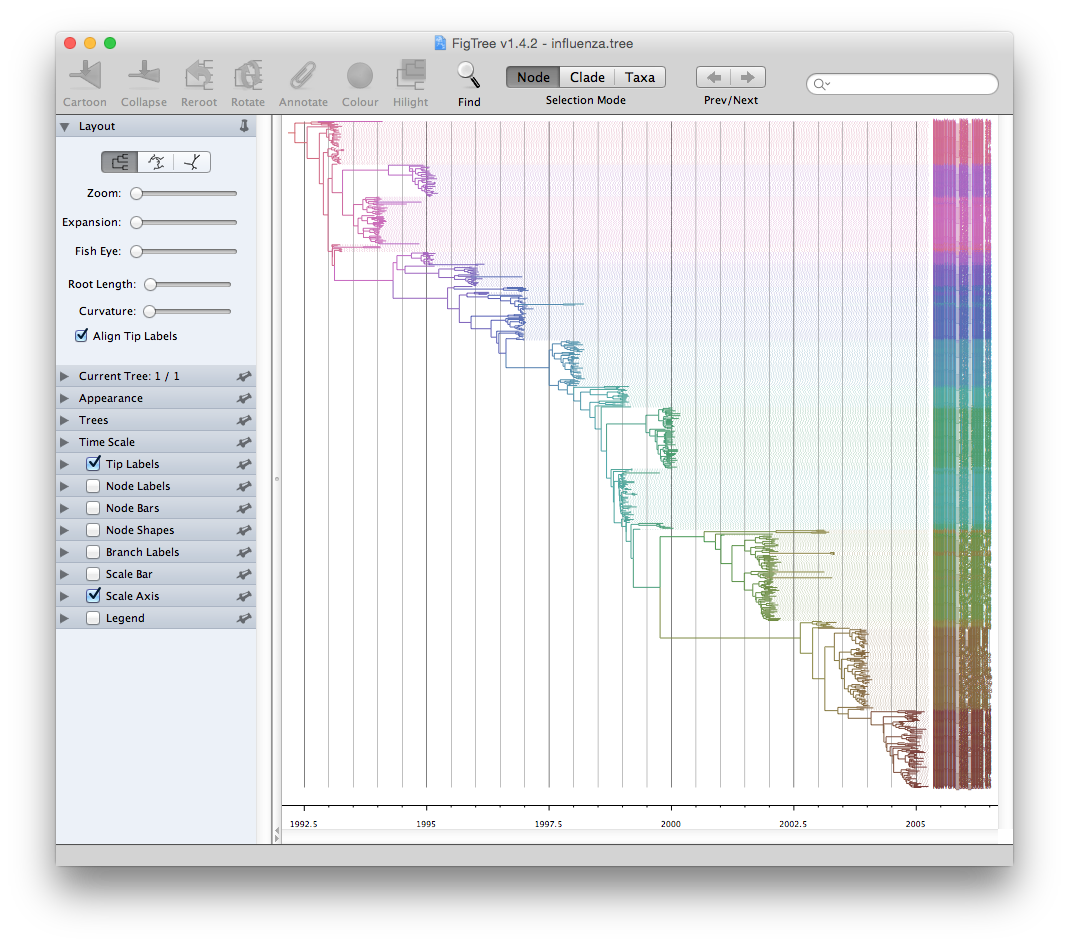 FigTree v1.4.2 - influenza.tree
Cartoon Collapse Reroot Rotate Annotate Colour Hilight Find
Node Clade Taxa
Selection Mode
Prev/Next
Layout
Zoom:
Expansion:
Fish Eye:
Root Length:
Curvature:
Align Tip Labels
Current Tree: 1 / 1
Appearance
Trees
Time Scale
Tip Labels
Node Labels
Node Bars
Node Shapes
Branch Labels
Scale Bar
Scale Axis
Legend
1992.5 1995 1997.5 2000 2002.5 2005